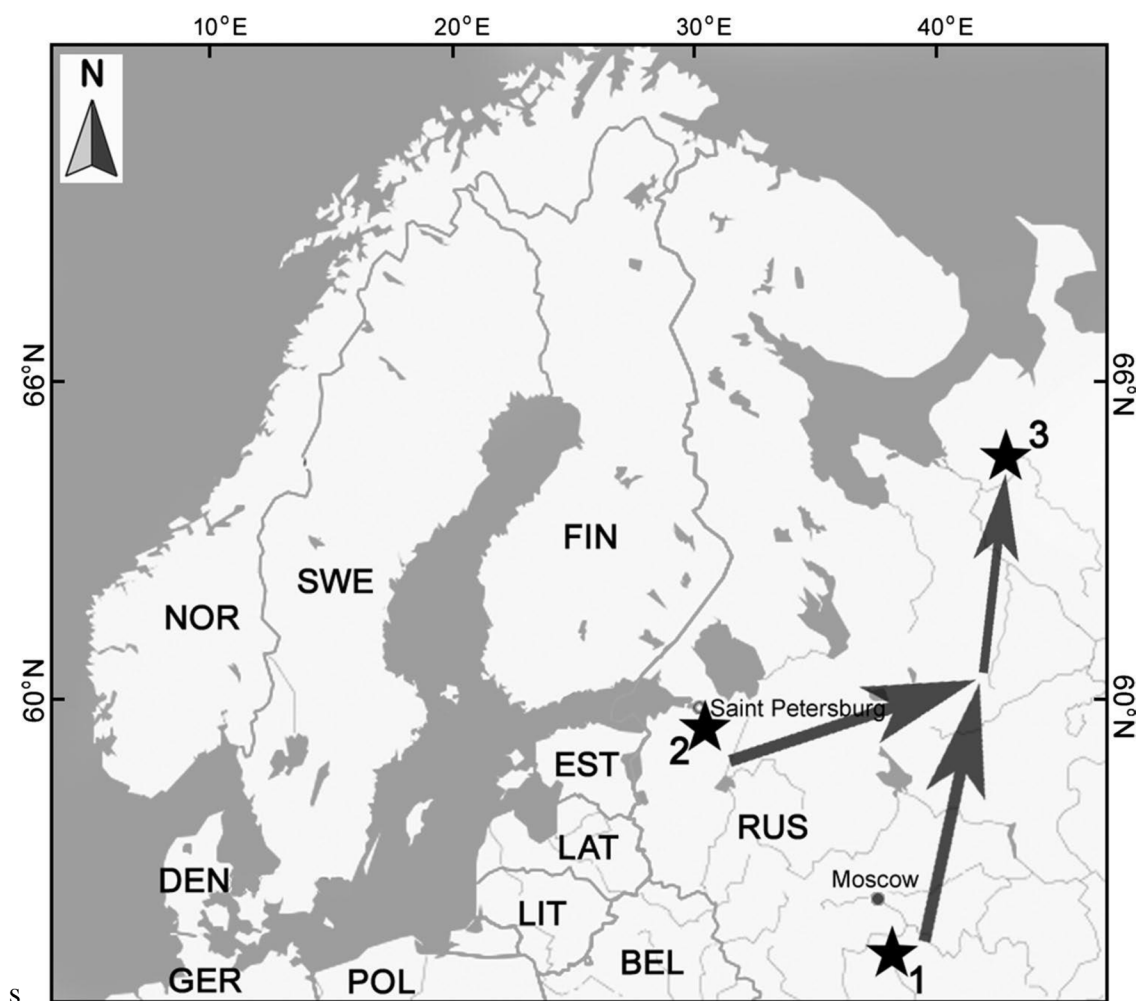 10°E 20°E 30°E 40°E
N
66°N 66°N
3
FIN
SWE
NOR
60°N 60°N
Saint Petersburg
2
EST
RUS
LAT
DEN
Moscow
LIT
BEL
GER POL 1
s